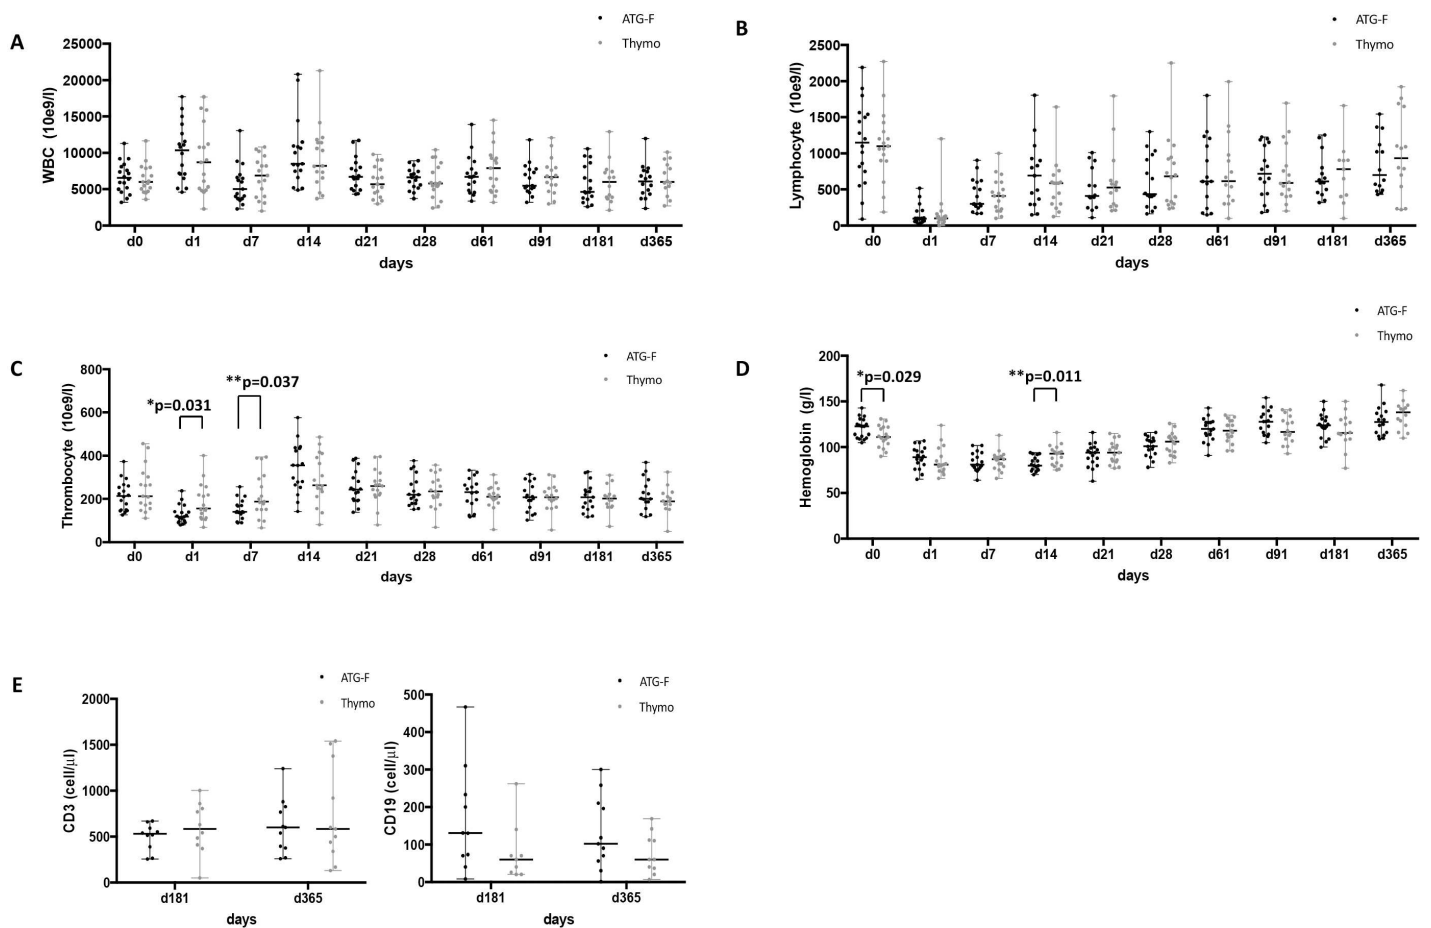 A
ATG-F
Thymo
WBC (10e9/l)
25000
20000
15000
10000
5000
0
d0 d1 d7 d14 d21 d28 d61 d91 d181 d365
days
B
ATG-F
Thymo
Lymphocyte (10e9/l)
2500
2000
1500
1000
500
0
d0 d1 d7 d14 d21 d28 d61 d91 d181 d365
days
C
ATG-F
Thymo
Thrombocyte (10e9/l)
800
600
400
200
0
*p=0.031
**p=0.037
d0 d1 d7 d14 d21 d28 d61 d91 d181 d365
days
D
ATG-F
Thymo
Hemoglobin (g/l)
200
150
100
50
0
*p=0.029
**p=0.011
d0 d1 d7 d14 d21 d28 d61 d91 d181 d365
days
E
ATG-F
Thymo
CD3 (cell/µl)
2000
1500
1000
500
0
d181 d365
days
ATG-F
Thymo
CD19 (cell/µl)
500
400
300
200
100
0
d181 d365
days